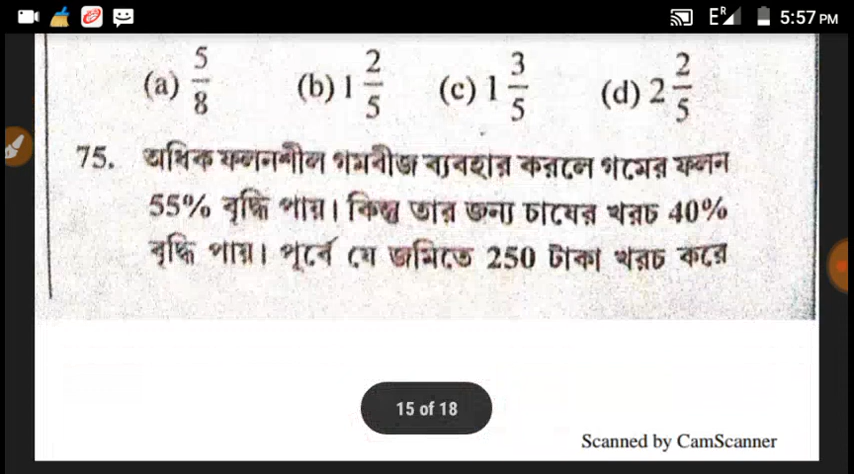 5:57 PM
(a) 5/8 (b) 1 2/5 (c) 1 3/5 (d) 2 2/5
75. অধিক ফলনশীল গমবীজ ব্যবহার করলে গমের ফলন
55% বৃদ্ধি পায়। কিন্তু তার জন্য চাষের খরচ 40%
বৃদ্ধি পায়। পূর্বে যে জমিতে 250 টাকা খরচ করে
15 of 18
Scanned by CamScanner